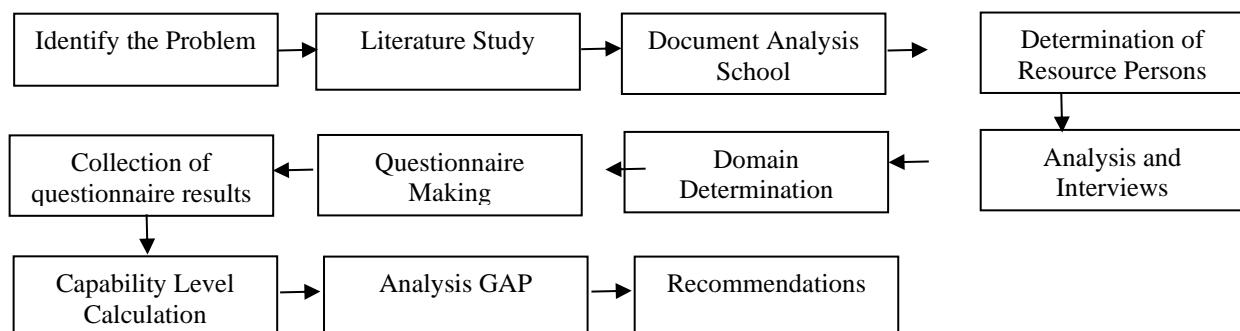 Identify the Problem
Literature Study
Document Analysis
School
Determination of
Resource Persons
Analysis and
Interviews
Domain
Determination
Questionnaire
Making
Collection of
questionnaire results
Capability Level
Calculation
Analysis GAP
Recommendations